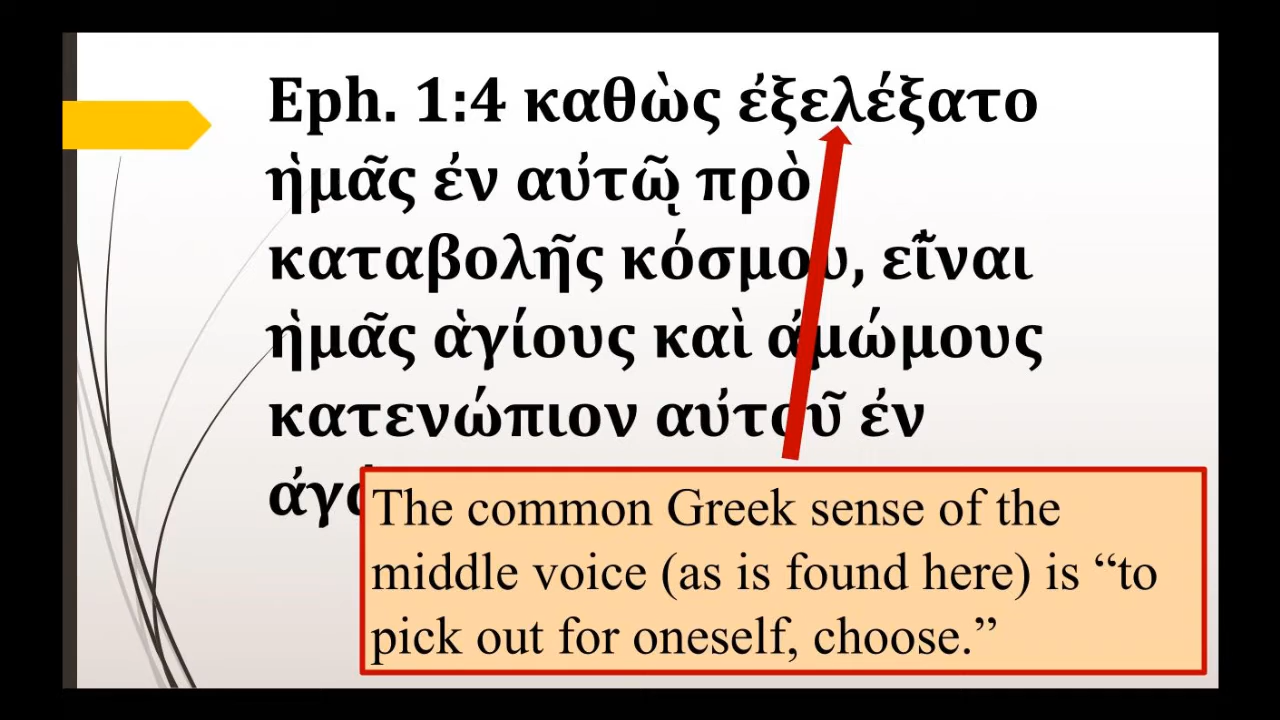 Eph. 1:4 καθὼς ἐξελέξατο
ἡμᾶς ἐν αὐτῷ πρὸ
καταβολῆς κόσμου, εἶναι
ἡμᾶς ἁγίους καὶ ἀμώμους
κατενώπιον αὐτοῦ ἐν
The common Greek sense of the
middle voice (as is found here) is “to
pick out for oneself, choose.”